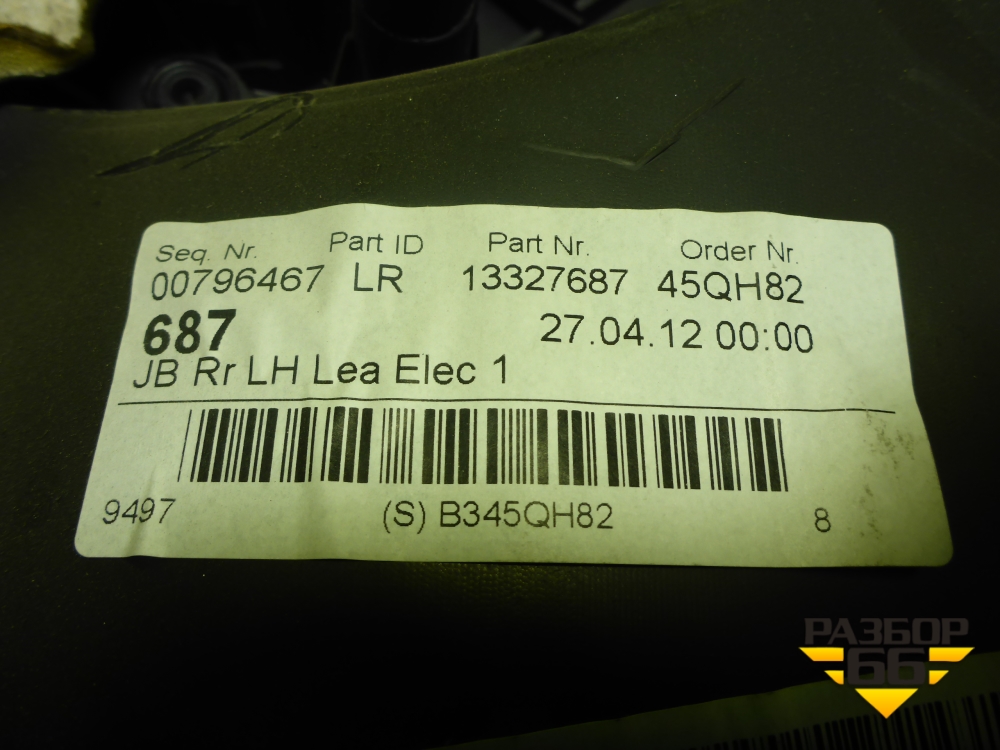 Seq. Nr. Part ID Part Nr. Order Nr.
00796467 LR 13327687 45QH82
687 27.04.12 00:00
JB Rr LH Lea Elec 1
9497 (S) B345QH82 8
РАЗБОР
66